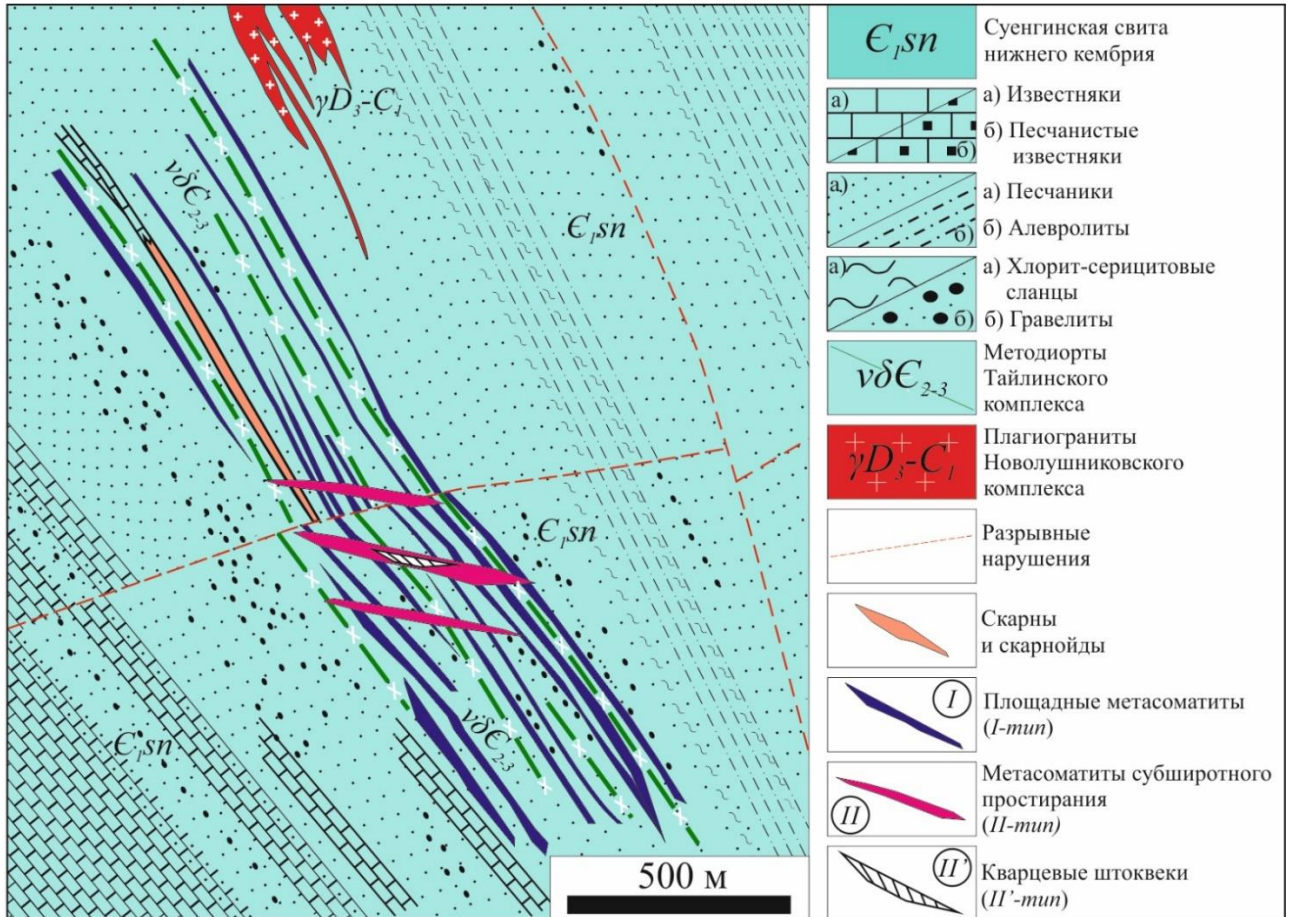 γD₃-C₁
νδЄ₂₋₃
Є₁sn
Є₁sn
Є₁sn
νδЄ₂₋₃
500 м
Є₁sn
Суенгинская свита
нижнего кембрия
а)
б)
а) Известняки
б) Песчанистые
известняки
а)
б)
а) Песчаники
б) Алевролиты
а)
б)
а) Хлорит-серицитовые
сланцы
б) Гравелиты
νδЄ₂₋₃
Методиорты
Тайлинского
комплекса
γD₃-C₁
Плагиограниты
Новолушниковского
комплекса
Разрывные
нарушения
Скарны
и скарнойды
I
Площадные метасоматиты
(I-тип)
II
Метасоматиты субширотного
простирания
(II-тип)
II'
Кварцевые штоквеки
(II'-тип)